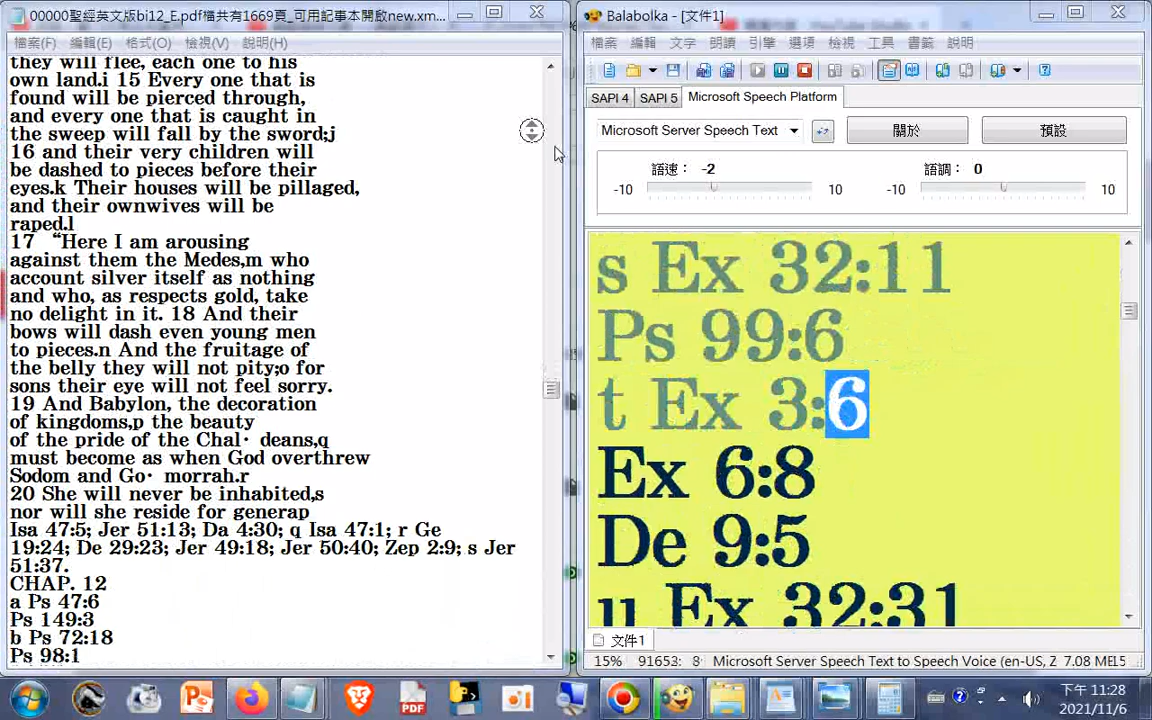 00000聖經英文版bi12_E.pdf檔共有1669頁_可用記事本開啟new.xm...
檔案(F) 編輯(E) 格式(O) 檢視(V) 說明(H)
they will flee, each one to his
own land.i 15 Every one that is
found will be pierced through,
and every one that is caught in
the sweep will fall by the sword;j
16 and their very children will
be dashed to pieces before their
eyes.k Their houses will be pillaged,
and their ownwives will be
raped.l
17 “Here I am arousing
against them the Medes,m who
account silver itself as nothing
and who, as respects gold, take
no delight in it. 18 And their
bows will dash even young men
to pieces.n And the fruitage of
the belly they will not pity;o for
sons their eye will not feel sorry.
19 And Babylon, the decoration
of kingdoms,p the beauty
of the pride of the Chal· deans,q
must become as when God overthrew
Sodom and Go· morrah.r
20 She will never be inhabited,s
nor will she reside for generap
Isa 47:5; Jer 51:13; Da 4:30; q Isa 47:1; r Ge
19:24; De 29:23; Jer 49:18; Jer 50:40; Zep 2:9; s Jer
51:37.
CHAP. 12
a Ps 47:6
Ps 149:3
b Ps 72:18
Ps 98:1
Balabolka - [文件1]
檔案 編輯 文字 朗讀 引擎 選項 檢視 工具 書籤 說明
SAPI 4 SAPI 5 Microsoft Speech Platform
Microsoft Server Speech Text 關於 預設
語速: -2 語調: 0
-10 10 -10 10
s Ex 32:11
Ps 99:6
t Ex 3:6
Ex 6:8
De 9:5
u Ex 32:31
文件1
15% 91653: 8 Microsoft Server Speech Text to Speech Voice (en-US, Z 7.08 МЕ
PDF
下午 11:28
2021/11/6